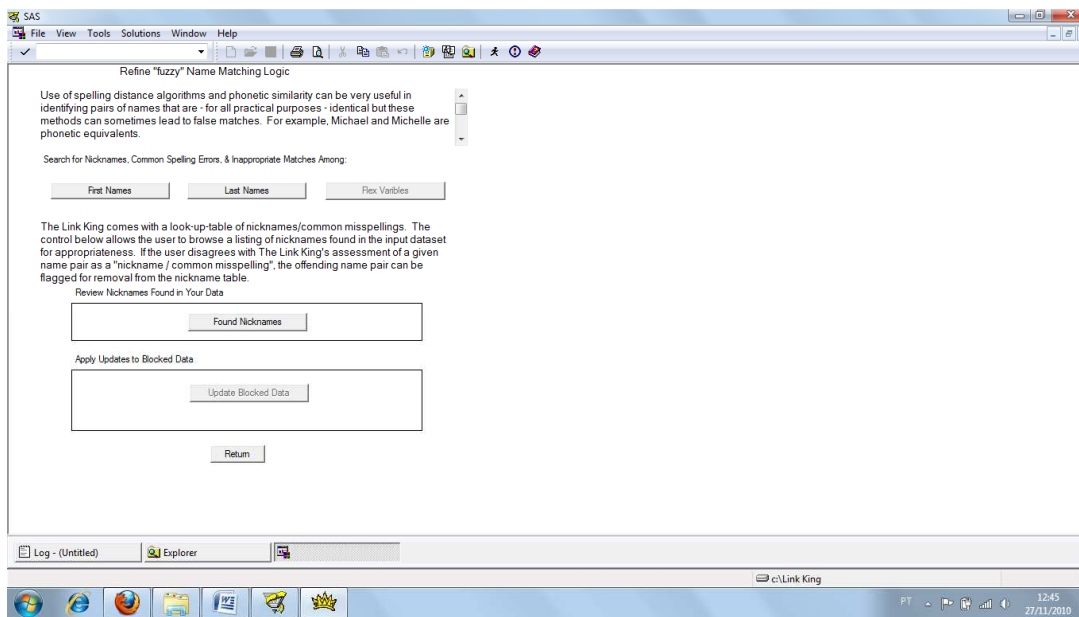 SAS
File View Tools Solutions Window Help
Refine "fuzzy" Name Matching Logic
Use of spelling distance algorithms and phonetic similarity can be very useful in
identifying pairs of names that are - for all practical purposes - identical but these
methods can sometimes lead to false matches. For example, Michael and Michelle are
phonetic equivalents.
Search for Nicknames, Common Spelling Errors, & Inappropriate Matches Among:
First Names Last Names Flex Varibles
The Link King comes with a look-up-table of nicknames/common misspellings. The
control below allows the user to browse a listing of nicknames found in the input dataset
for appropriateness. If the user disagrees with The Link King's assessment of a given
name pair as a "nickname / common misspelling", the offending name pair can be
flagged for removal from the nickname table.
Review Nicknames Found in Your Data
Found Nicknames
Apply Updates to Blocked Data
Update Blocked Data
Return
Log - (Untitled) Explorer
c:\Link King
PT 12:45
27/11/2010